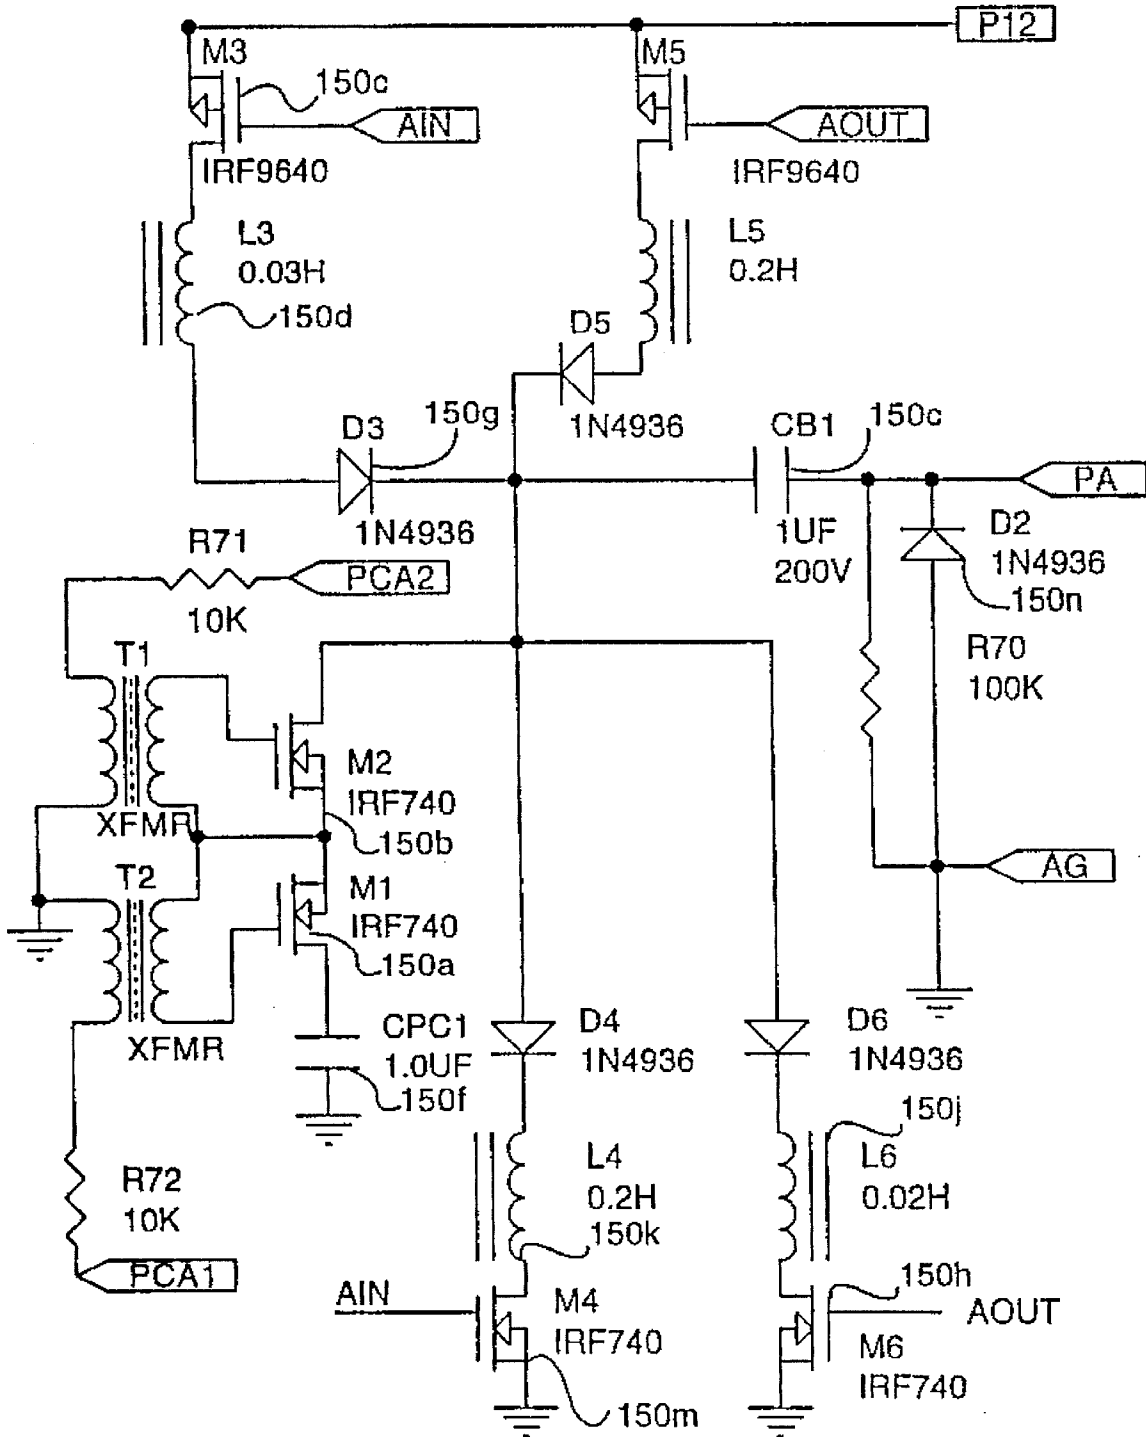 P12
M3
M5
150c
AIN
AOUT
IRF9640
IRF9640
L3
0.03H
L5
0.2H
150d
D5
1N4936
D3
150g
CB1
150c
PA
1N4936
1UF
200V
D2
1N4936
150n
R71
PCA2
10K
T1
R70
100K
M2
IRF740
XFMR
150b
T2
M1
IRF740
150a
AG
XFMR
CPC1
1.0UF
150f
D4
1N4936
D6
1N4936
150j
R72
10K
L4
0.2H
150k
L6
0.02H
PCA1
AIN
M4
IRF740
150h
AOUT
M6
IRF740
150m